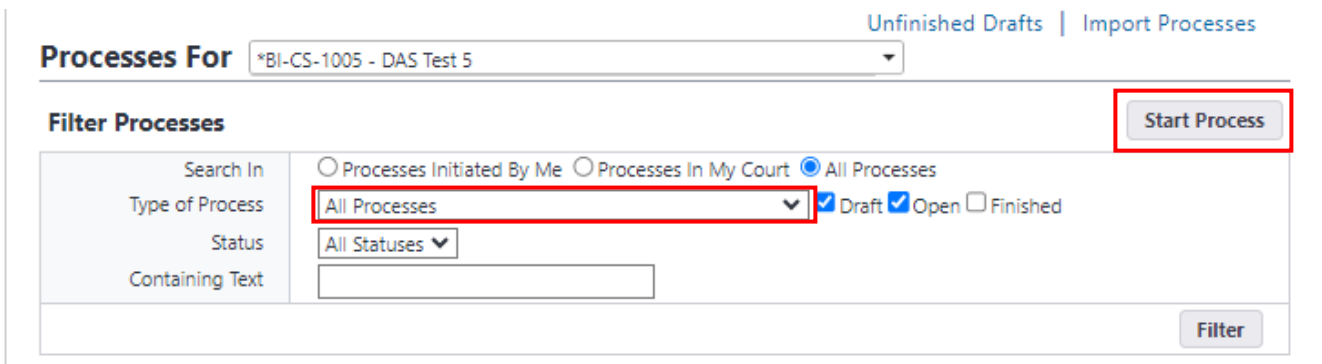 Unfinished Drafts | Import Processes
Processes For *BI-CS-1005 - DAS Test 5
Filter Processes Start Process
Search In Processes Initiated By Me Processes In My Court All Processes
Type of Process All Processes Draft Open Finished
Status All Statuses
Containing Text
Filter